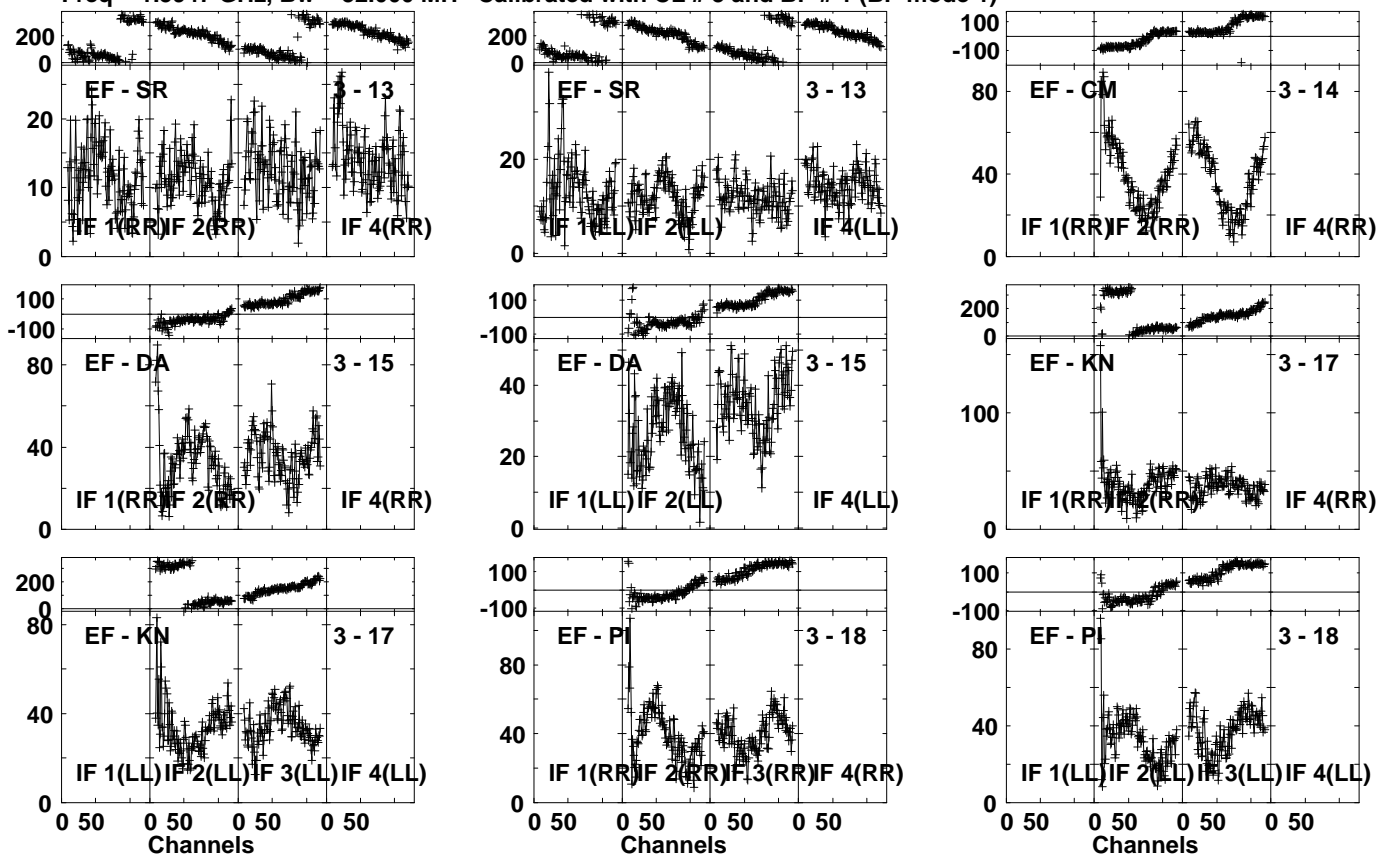 Freq GHz, Bw = 32.000 MH Calibrated with and (BP mode 1)
200
0
20
10
0
EF - SR 3 - 13
IF 1(RR) IF 2(RR) IF 4(RR)
200
0
20
0
EF - SR 3 - 13
IF 1(LL) IF 2(LL) IF 4(LL)
100
-100
80
60
40
20
0
EF - CM 3 - 14
IF 1(RR) IF 2(RR) IF 4(RR)
100
-100
80
40
0
EF - DA 3 - 15
IF 1(RR) IF 2(RR) IF 4(RR)
100
-100
40
20
0
EF - DA 3 - 15
IF 1(LL) IF 2(LL) IF 4(LL)
200
0
100
0
EF - KN 3 - 17
IF 1(RR) IF 2(RR) IF 4(RR)
200
0
80
40
0
EF - KN 3 - 17
IF 1(LL) IF 2(LL) IF 3(LL) IF 4(LL)
0 50 0 50 0 50 0 50
Channels
100
-100
80
40
0
EF - PI 3 - 18
IF 1(RR) IF 2(RR) IF 3(RR) IF 4(RR)
0 50 0 50 0 50 0 50
Channels
100
-100
80
40
0
EF - PI 3 - 18
IF 1(LL) IF 2(LL) IF 3(LL) IF 4(LL)
0 50 0 50 0 50 0 50
Channels